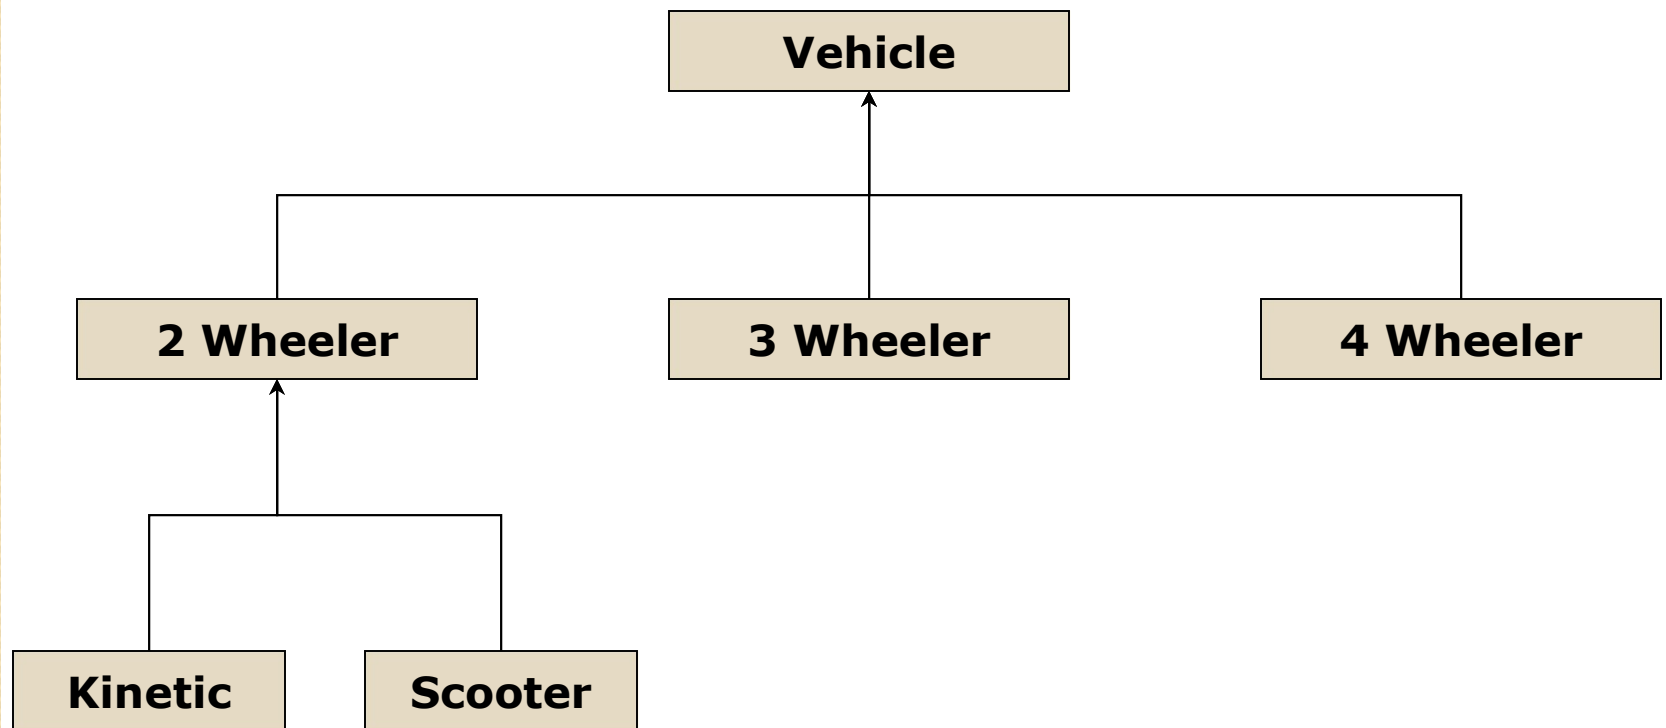 Vehicle
2 Wheeler
3 Wheeler
4 Wheeler
Kinetic
Scooter